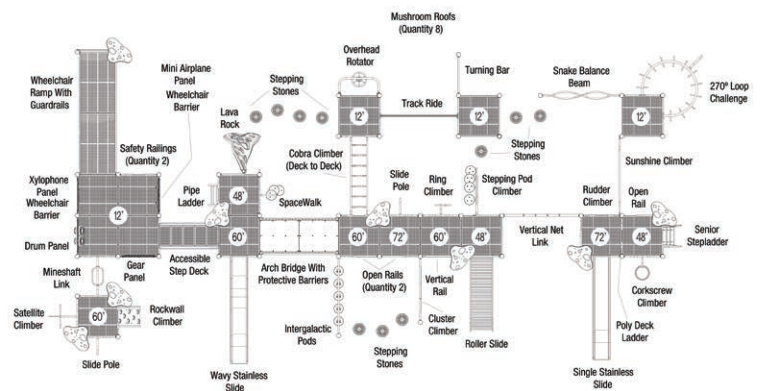 Mushroom Roofs
(Quantity 8)
Overhead
Rotator
Turning Bar
Snake Balance
Beam
Wheelchair
Ramp With
Guardrails
Mini Airplane
Panel
Wheelchair
Barrier
Stepping
Stones
270° Loop
Challenge
12'
Track Ride
12'
12'
Lava
Rock
Stepping
Stones
Safety Railings
(Quantity 2)
Cobra Climber
(Deck to Deck)
Slide
Pole
Ring
Climber
Stepping Pod
Climber
Sunshine Climber
Xylophone
Panel
Wheelchair
Barrier
Pipe
Ladder
48'
SpaceWalk
Rudder
Climber
Open
Rail
12'
Drum Panel
60'
60'
72'
60'
48'
Vertical Net
Link
72'
48'
Senior
Stepladder
Mineshaft
Link
Gear
Panel
Accessible
Step Deck
Arch Bridge With
Protective Barriers
Open Rails
(Quantity 2)
Vertical
Rail
Corkscrew
Climber
Satellite
Climber
60'
Rockwall
Climber
Intergalactic
Pods
Stepping
Stones
Cluster
Climber
Roller Slide
Poly Deck
Ladder
Slide Pole
Wavy Stainless
Slide
Single Stainless
Slide